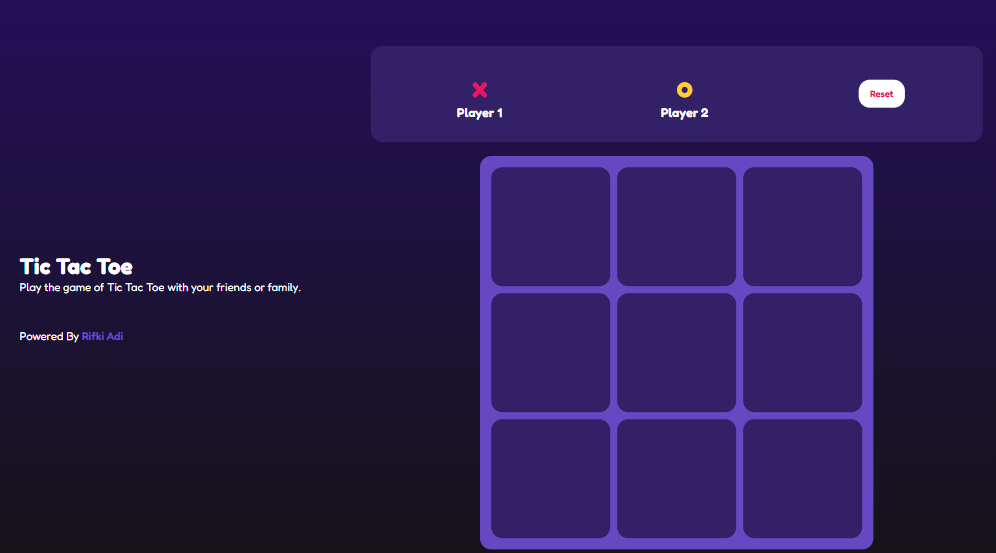 Player 1
Player 2
Reset
Tic Tac Toe
Play the game of Tic Tac Toe with your friends or family.
Powered By Rifki Adi